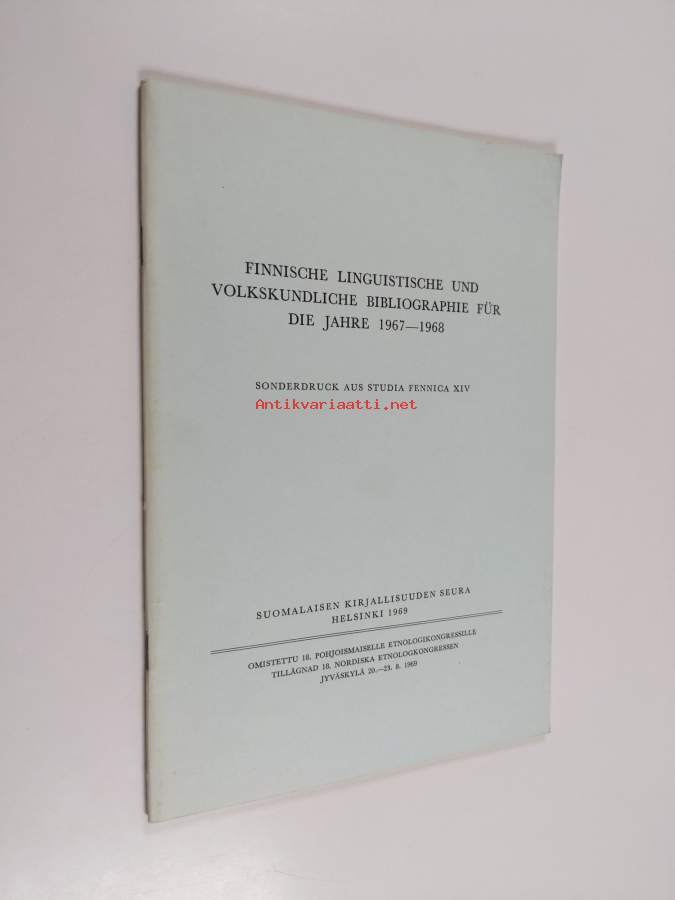 FINNISCHE LINGUISTISCHE UND
VOLKSKUNDLICHE BIBLIOGRAPHIE FÜR
DIE JAHRE 1967—1968
SONDERDRUCK AUS STUDIA FENNICA XIV
Antikvariaatti.net
SUOMALAISEN KIRJALLISUUDEN SEURA
HELSINKI 1969
OMISTETTU 18. POHJOISMAISELLE ETNOLOGIKONGRESSILLE
TILLÄGNAD 18. NORDISKA ETNOLOGKONGRESSEN
JYVÄSKYLÄ 20.—23. 8. 1969